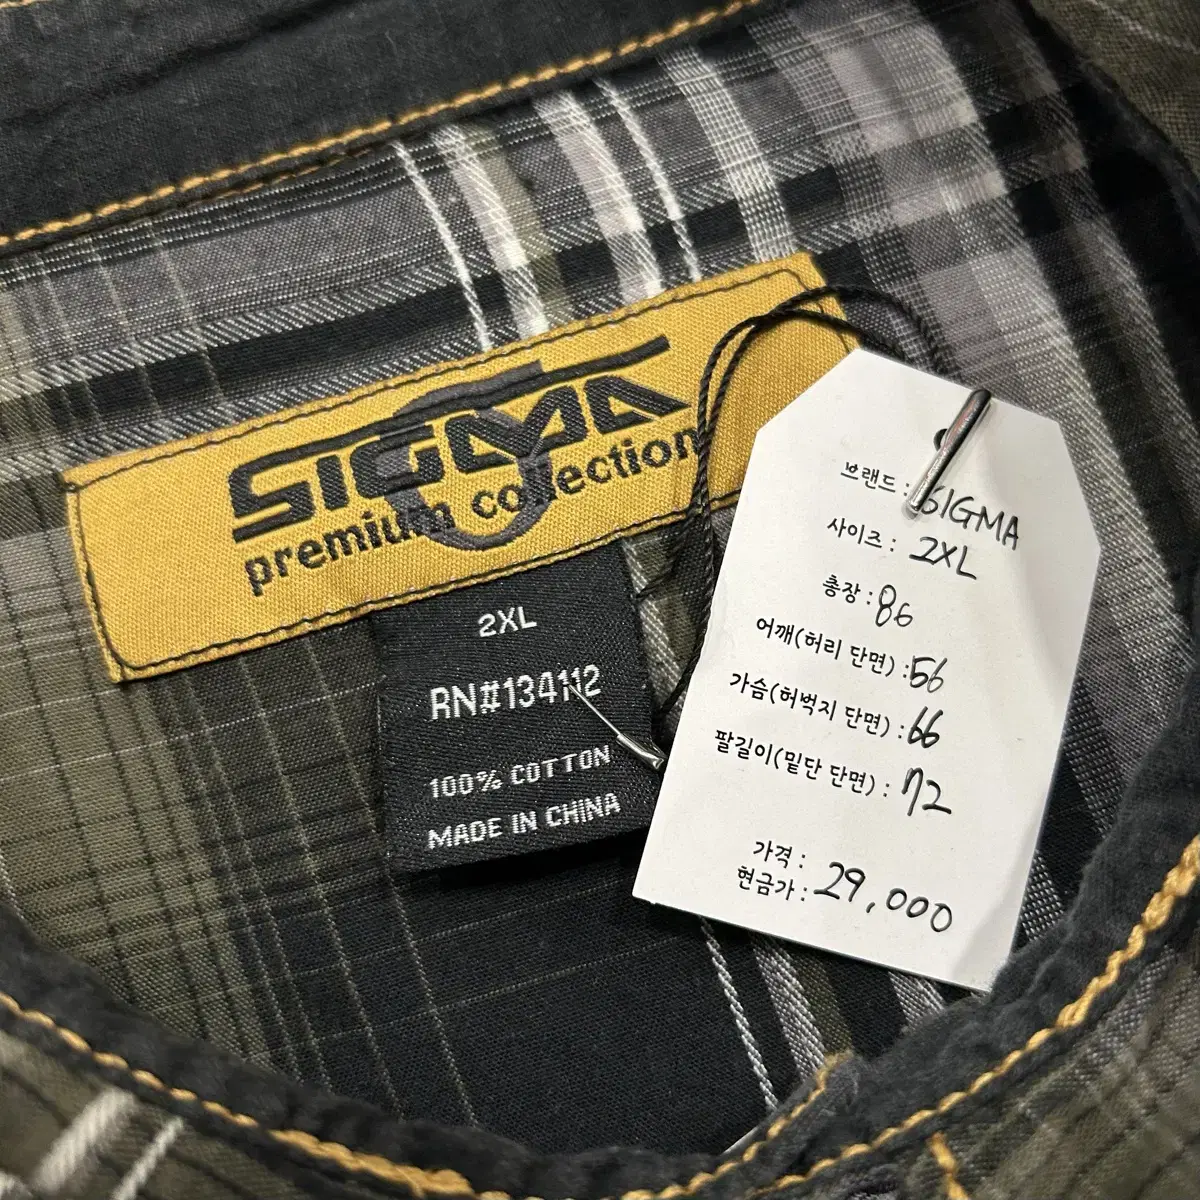 SIGMA
premium collection
2XL
RN#134112
100% COTTON
MADE IN CHINA
브랜드 : SIGMA
사이즈 : 2XL
총장 : 86
어깨(허리 단면) : 56
가슴(허벅지 단면) : 66
팔길이(밑단 단면) : 72
가격 :
현금가 : 29,000